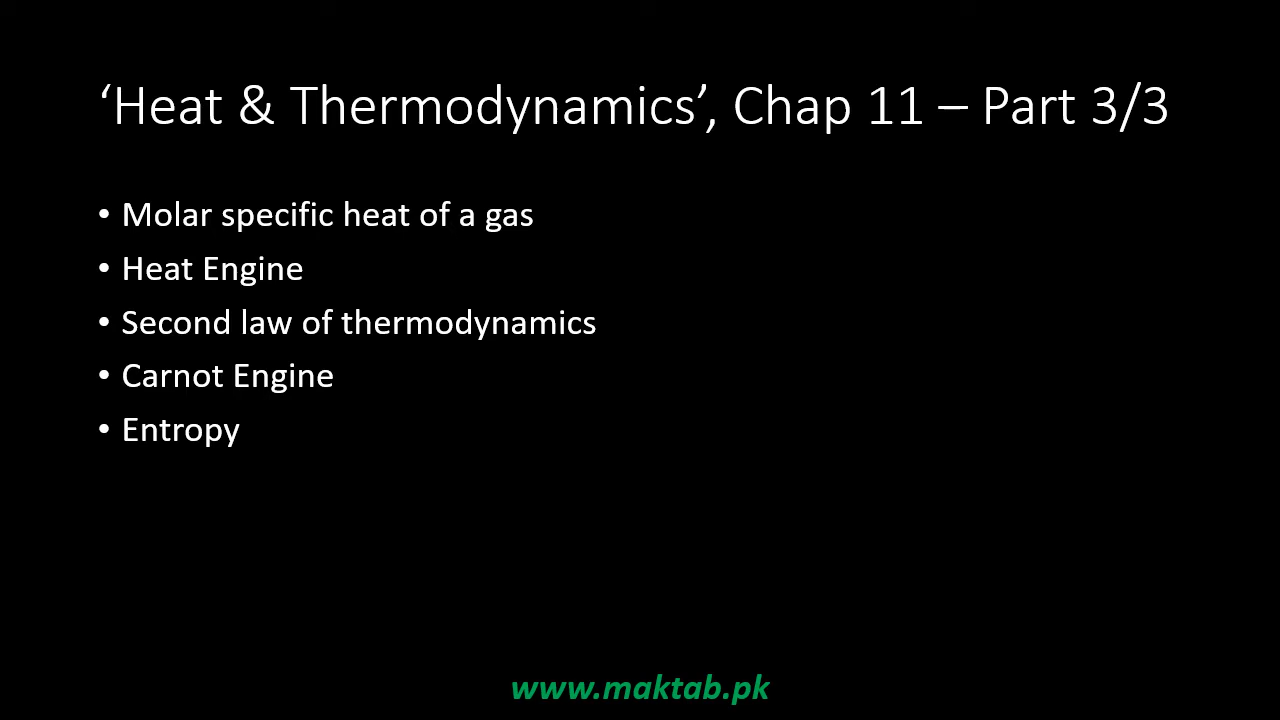 ‘Heat & Thermodynamics’, Chap 11 – Part 3/3
• Molar specific heat of a gas
• Heat Engine
• Second law of thermodynamics
• Carnot Engine
• Entropy
www.maktab.pk